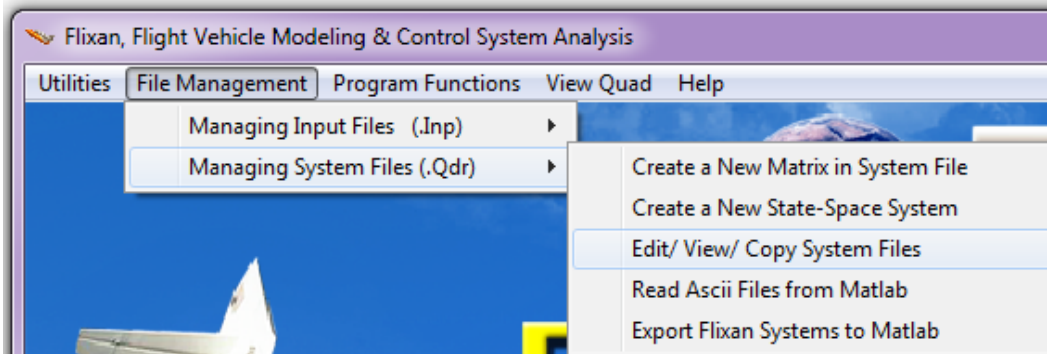 Flixan, Flight Vehicle Modeling & Control System Analysis
Utilities File Management Program Functions View Quad Help
Managing Input Files (.Inp)
Managing System Files (.Qdr)
Create a New Matrix in System File
Create a New State-Space System
Edit/ View/ Copy System Files
Read Ascii Files from Matlab
Export Flixan Systems to Matlab